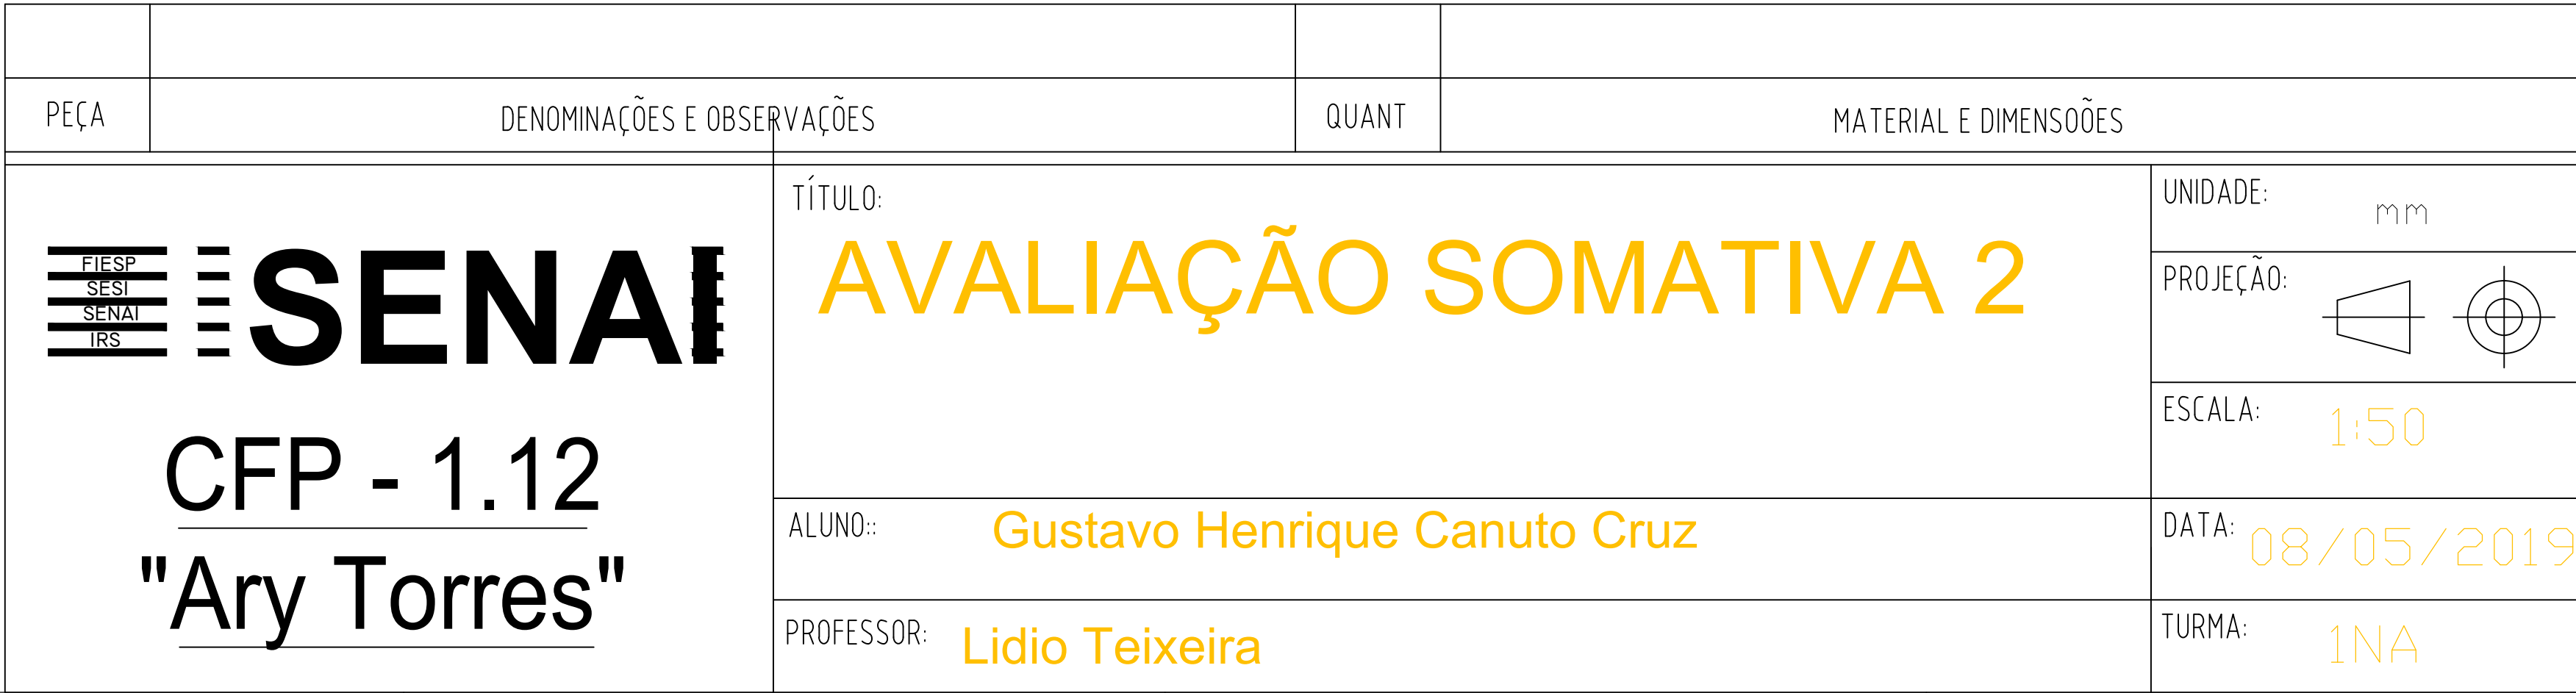 PEÇA DENOMINAÇÕES E OBSERVAÇÕES QUANT MATERIAL E DIMENSOÕES
FIESP
SESI
SENAI
IRS
SENAI
CFP - 1.12
"Ary Torres"
TÍTULO:
AVALIAÇÃO SOMATIVA 2
ALUNO:: Gustavo Henrique Canuto Cruz
PROFESSOR: Lidio Teixeira
UNIDADE: mm
PROJEÇÃO:
ESCALA: 1:50
DATA: 08/05/2019
TURMA: 1NA